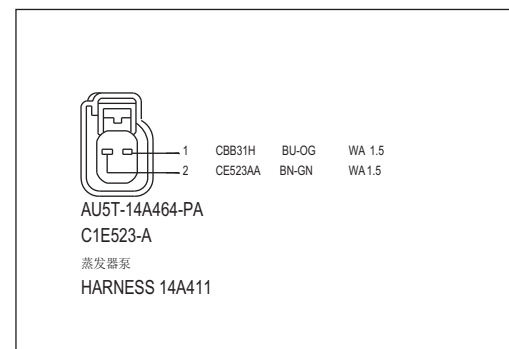 1 CBB31H BU-OG WA 1.5
2 CE523AA BN-GN WA1.5
AU5T-14A464-PA
C1E523-A
蒸发器泵
HARNESS 14A411